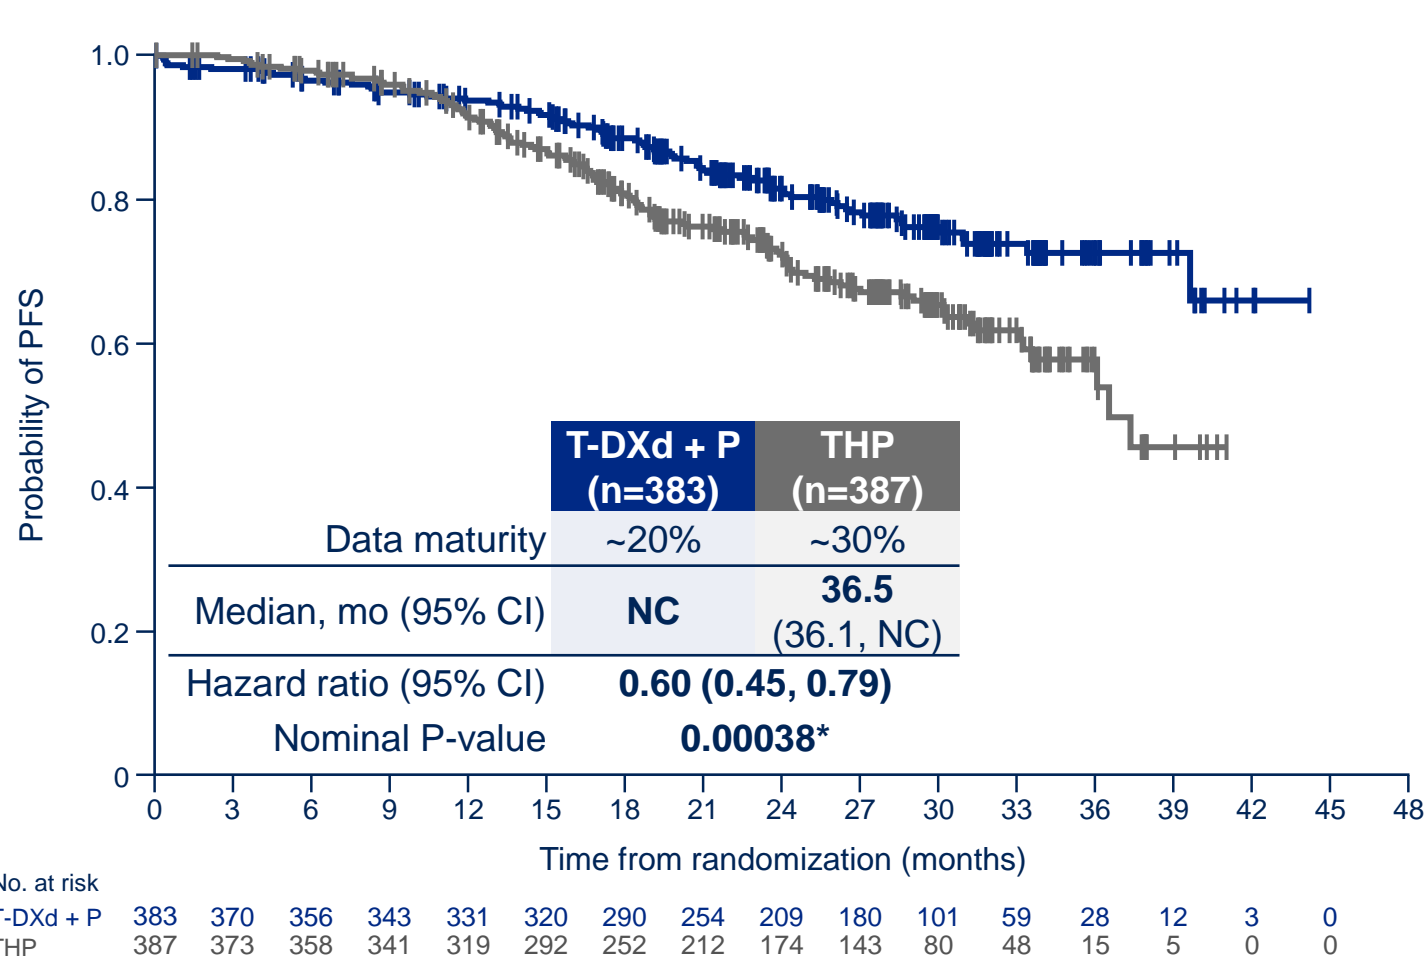 1.0
0.8
0.6
0.4
0.2
0
Probability of PFS
T-DXd + P THP
(n=383) (n=387)
Data maturity ~20% ~30%
Median, mo (95% CI) NC 36.5
(36.1, NC)
Hazard ratio (95% CI) 0.60 (0.45, 0.79)
Nominal P-value 0.00038*
0 3 6 9 12 15 18 21 24 27 30 33 36 39 42 45 48
Time from randomization (months)
No. at risk
T-DXd + P 383 370 356 343 331 320 290 254 209 180 101 59 28 12 3 0
THP 387 373 358 341 319 292 252 212 174 143 80 48 15 5 0 0